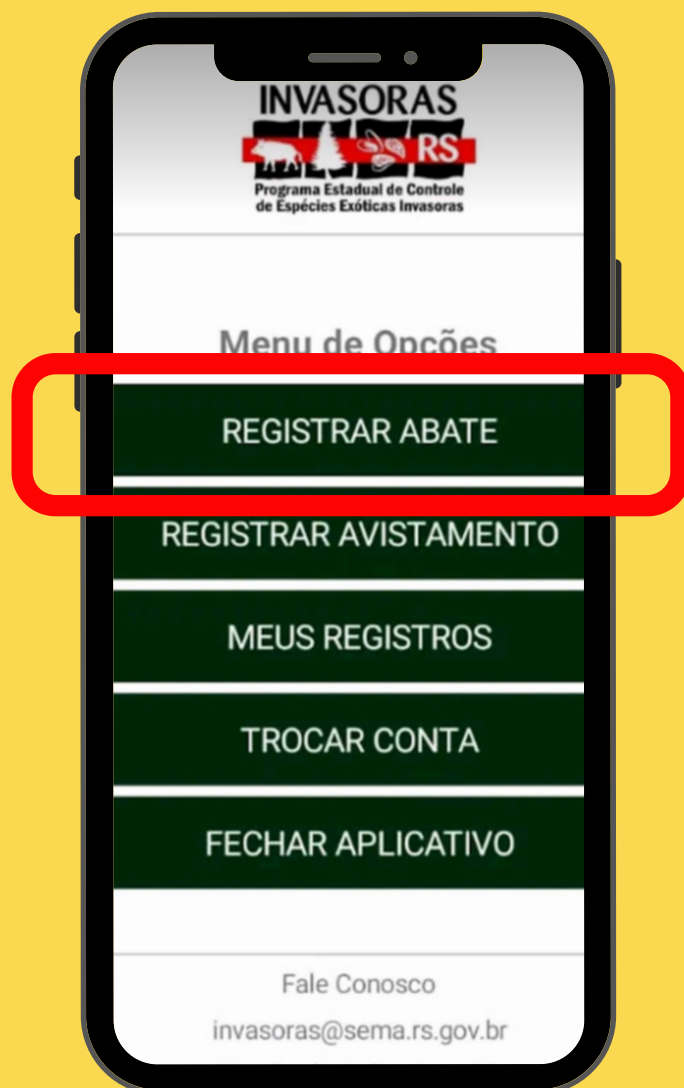 INVASORAS
RS
Programa Estadual de Controle
de Espécies Exóticas Invasoras
Menu de Opções
REGISTRAR ABATE
REGISTRAR AVISTAMENTO
MEUS REGISTROS
TROCAR CONTA
FECHAR APLICATIVO
Fale Conosco
invasoras@sema.rs.gov.br